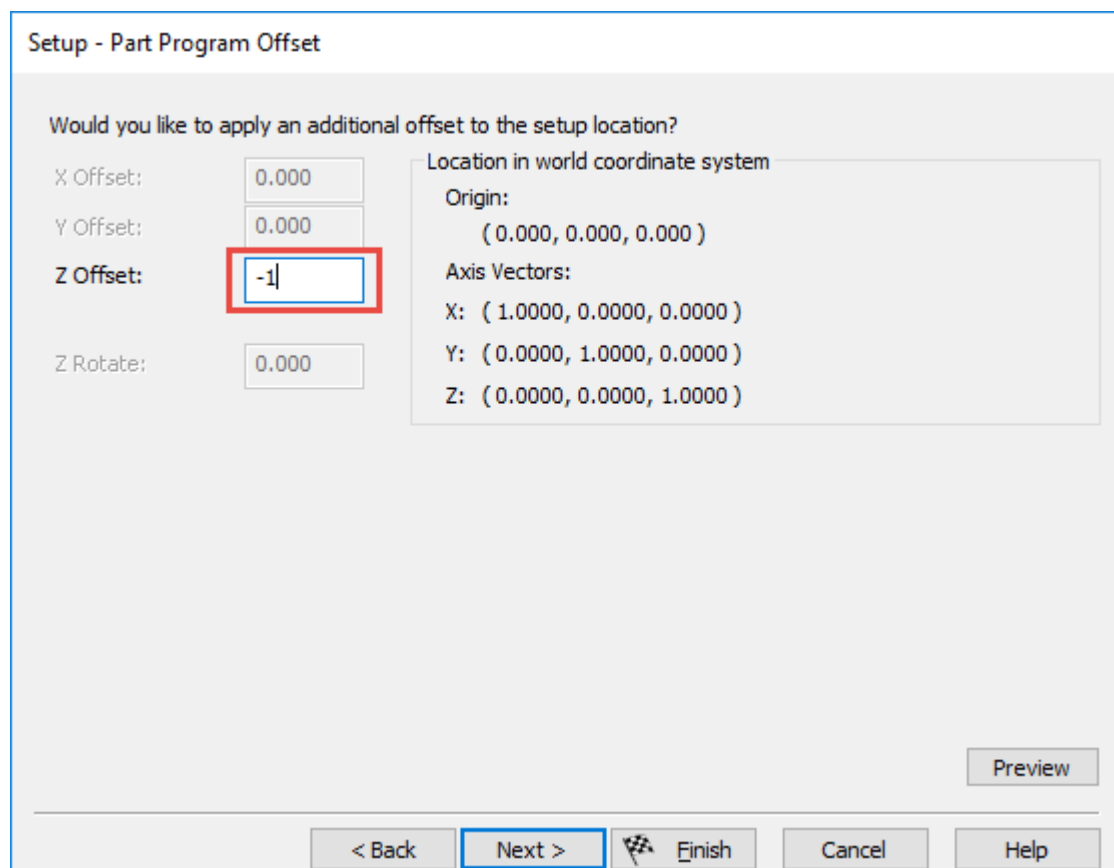 Setup - Part Program Offset
Would you like to apply an additional offset to the setup location?
X Offset: 0.000
Y Offset: 0.000
Z Offset: -1
Z Rotate: 0.000
Location in world coordinate system
Origin:
( 0.000, 0.000, 0.000 )
Axis Vectors:
X: ( 1.0000, 0.0000, 0.0000 )
Y: ( 0.0000, 1.0000, 0.0000 )
Z: ( 0.0000, 0.0000, 1.0000 )
Preview
< Back Next > Finish Cancel Help